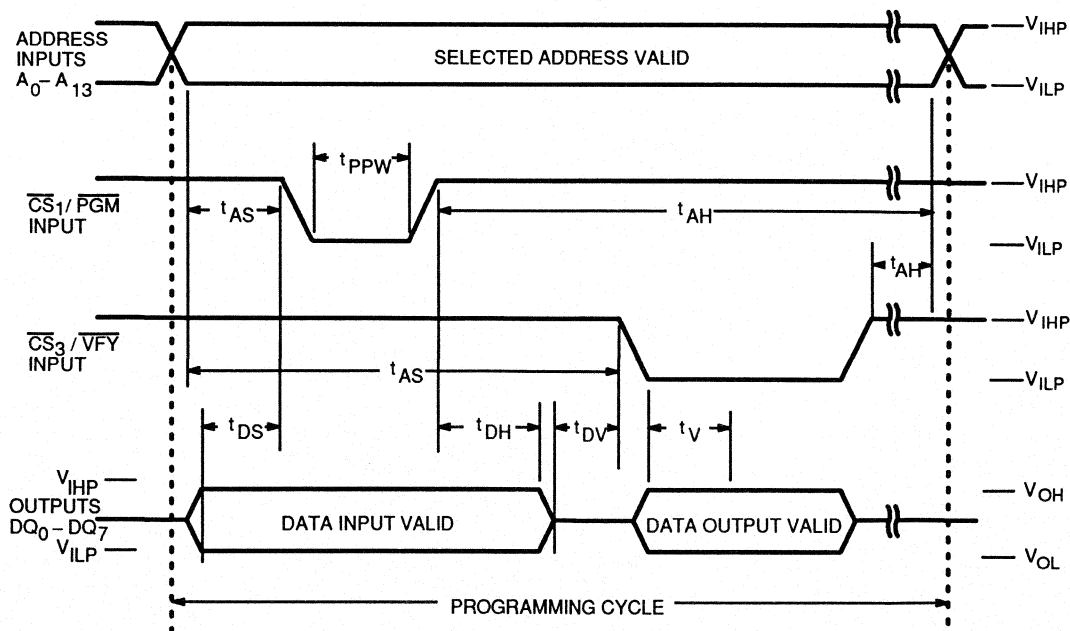 ADDRESS
INPUTS
A0 – A13
SELECTED ADDRESS VALID
VIHP
VILP
CS1 / PGM
INPUT
tPPW
tAS
tAH
VIHP
VILP
tAH
CS3 / VFY
INPUT
tAS
VIHP
VILP
tDS
tDH
tDV
tV
VIHP
OUTPUTS
DQ0 – DQ7
VILP
DATA INPUT VALID
DATA OUTPUT VALID
VOH
VOL
PROGRAMMING CYCLE